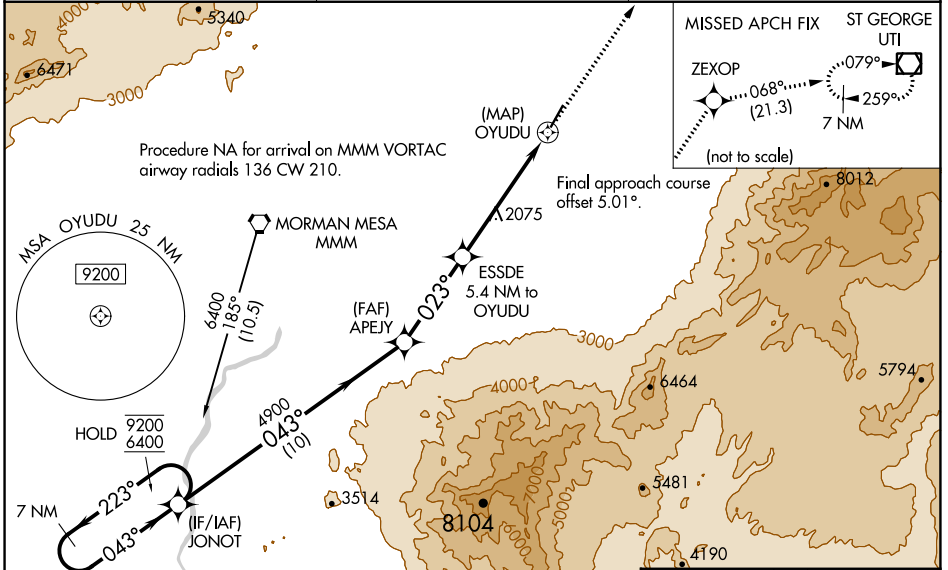 4000
5340
6471
3000
Procedure NA for arrival on MMM VORTAC
airway radials 136 CW 210.
(MAP)
OYUDU
MISSED APCH FIX
ST GEORGE
UTI
ZEXOP
079°
068°
(21.3)
259°
7 NM
(not to scale)
8012
Final approach course
offset 5.01°.
2075
MSA OYUDU 25 NM
9200
MORMAN MESA
MMM
6400
185°
(10.5)
ESSDE
5.4 NM to
OYUDU
023°
(FAF)
APEJY
3000
4000
6464
5794
4900
043°
(10)
HOLD
9200
6400
223°
7 NM
043°
(IF/IAF)
JONOT
3514
7000
5000
6000
8104
5481
4190